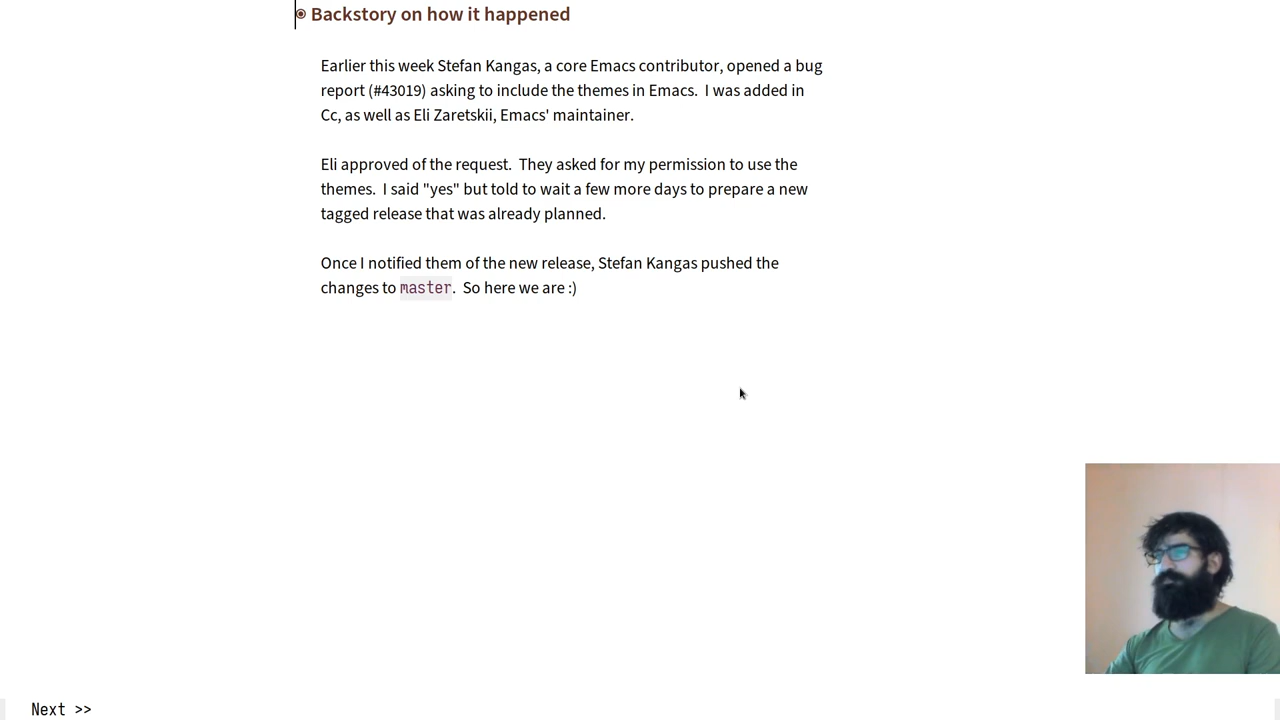 Backstory on how it happened
Earlier this week Stefan Kangas, a core Emacs contributor, opened a bug
report (#43019) asking to include the themes in Emacs.  I was added in
Cc, as well as Eli Zaretskii, Emacs' maintainer.
Eli approved of the request.  They asked for my permission to use the
themes.  I said "yes" but told to wait a few more days to prepare a new
tagged release that was already planned.
Once I notified them of the new release, Stefan Kangas pushed the
changes to master.  So here we are :)
Next >>